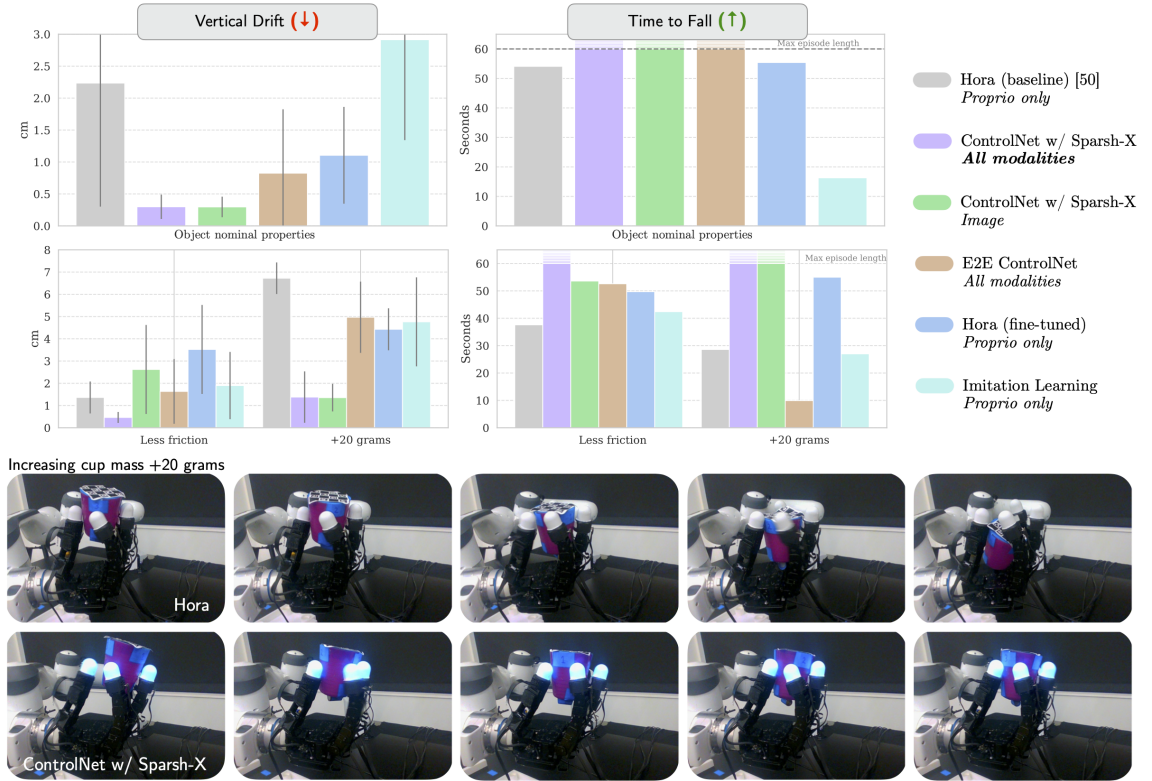 Vertical Drift (↓)
Time to Fall (↑)
3.0
2.5
2.0
1.5
1.0
0.5
0.0
cm
Object nominal properties
60
50
40
30
20
10
0
Seconds
Max episode length
Object nominal properties
8
7
6
5
4
3
2
1
0
cm
Less friction
+20 grams
60
50
40
30
20
10
0
Seconds
Max episode length
Less friction
+20 grams
Hora (baseline) [50]
Proprio only
ControlNet w/ Sparsh-X
All modalities
ControlNet w/ Sparsh-X
Image
E2E ControlNet
All modalities
Hora (fine-tuned)
Proprio only
Imitation Learning
Proprio only
Increasing cup mass +20 grams
Hora
ControlNet w/ Sparsh-X